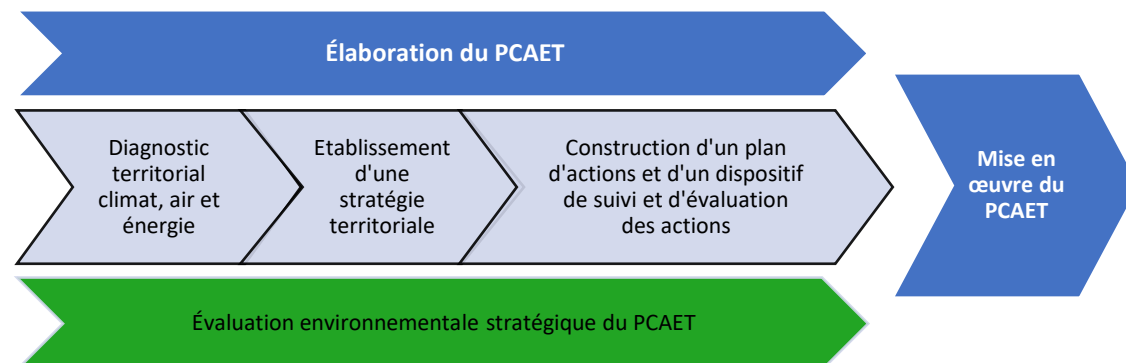 Élaboration du PCAET
Diagnostic
territorial
climat, air et
énergie
Etablissement
d'une
stratégie
territoriale
Construction d'un plan
d'actions et d'un dispositif
de suivi et d'évaluation
des actions
Mise en
œuvre du
PCAET
Évaluation environnementale stratégique du PCAET